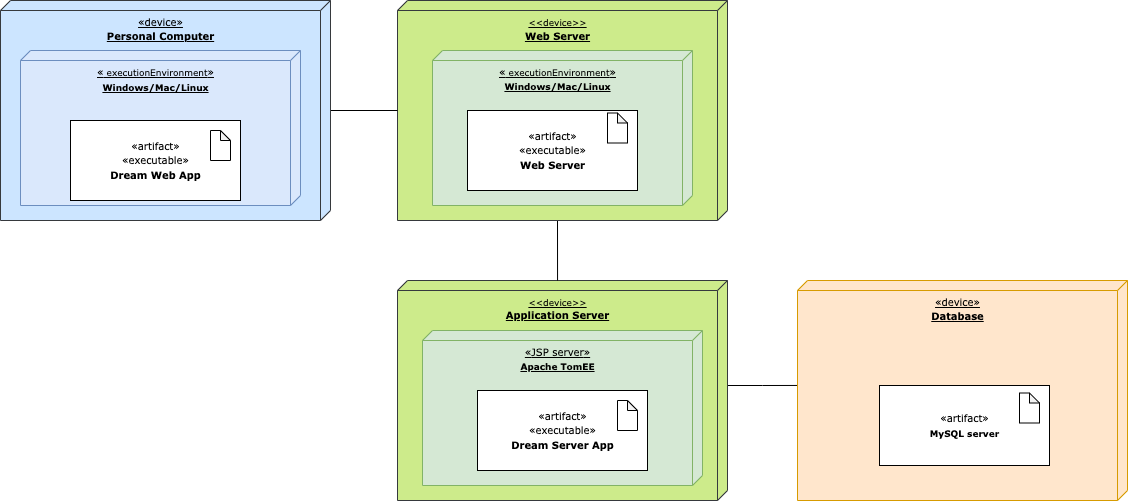 «device»
Personal Computer
« executionEnvironment»
Windows/Mac/Linux
«artifact»
«executable»
Dream Web App
<<device>>
Web Server
« executionEnvironment»
Windows/Mac/Linux
«artifact»
«executable»
Web Server
<<device>>
Application Server
«JSP server»
Apache TomEE
«artifact»
«executable»
Dream Server App
«device»
Database
«artifact»
MySQL server